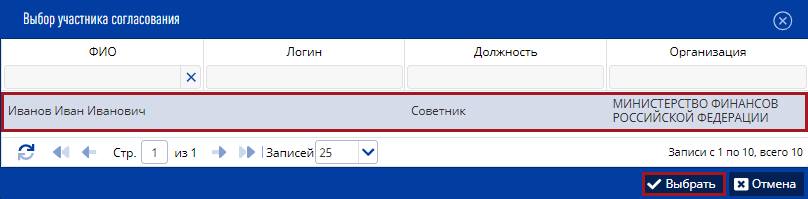 Выбор участника согласования
ФИО Логин Должность Организация
Иванов Иван Иванович Советник МИНИСТЕРСТВО ФИНАНСОВ
РОССИЙСКОЙ ФЕДЕРАЦИИ
Стр. 1 из 1 Записей 25 Записи с 1 по 10, всего 10
Выбрать Отмена